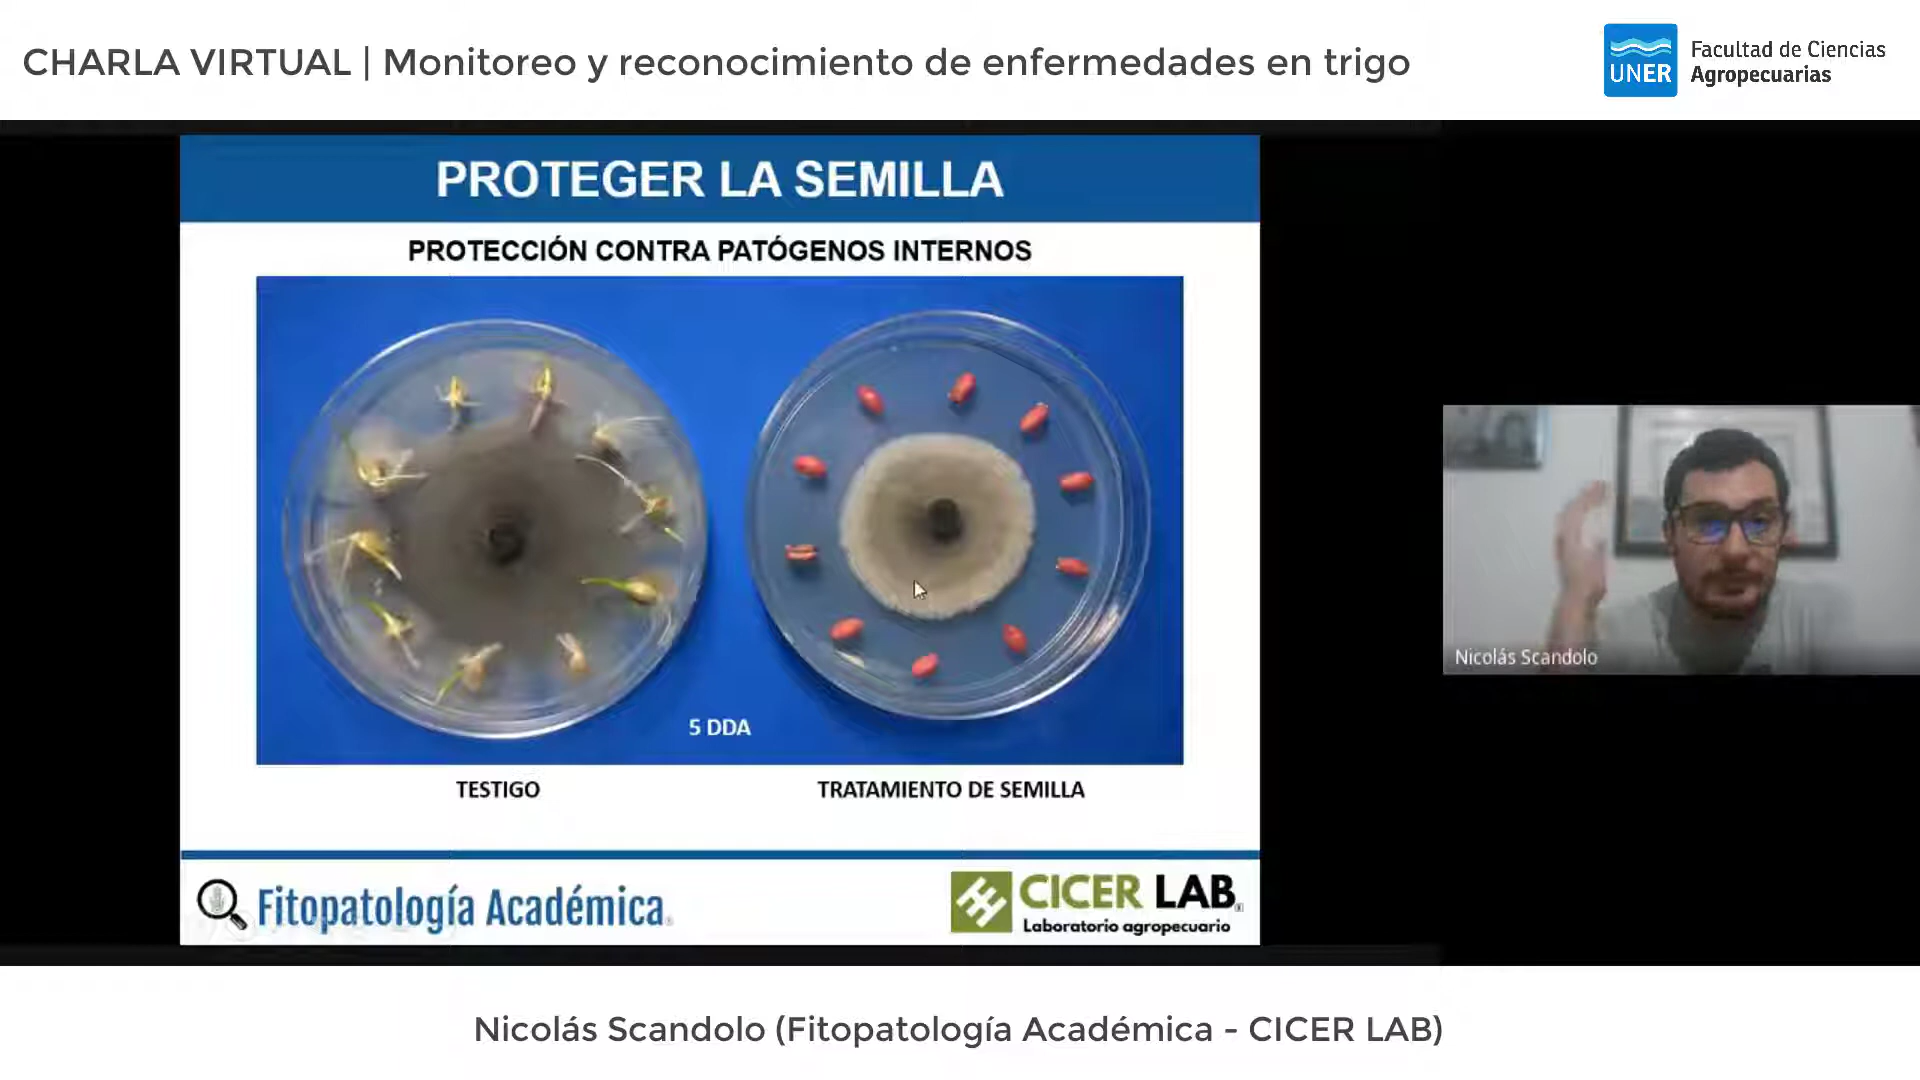 CHARLA VIRTUAL | Monitoreo y reconocimiento de enfermedades en trigo
UNER
Facultad de Ciencias
Agropecuarias
PROTEGER LA SEMILLA
PROTECCIÓN CONTRA PATÓGENOS INTERNOS
5 DDA
TESTIGO
TRATAMIENTO DE SEMILLA
Nicolás Scandolo
Fitopatología Académica
CICER LAB
Laboratorio agropecuario
Nicolás Scandolo (Fitopatología Académica - CICER LAB)